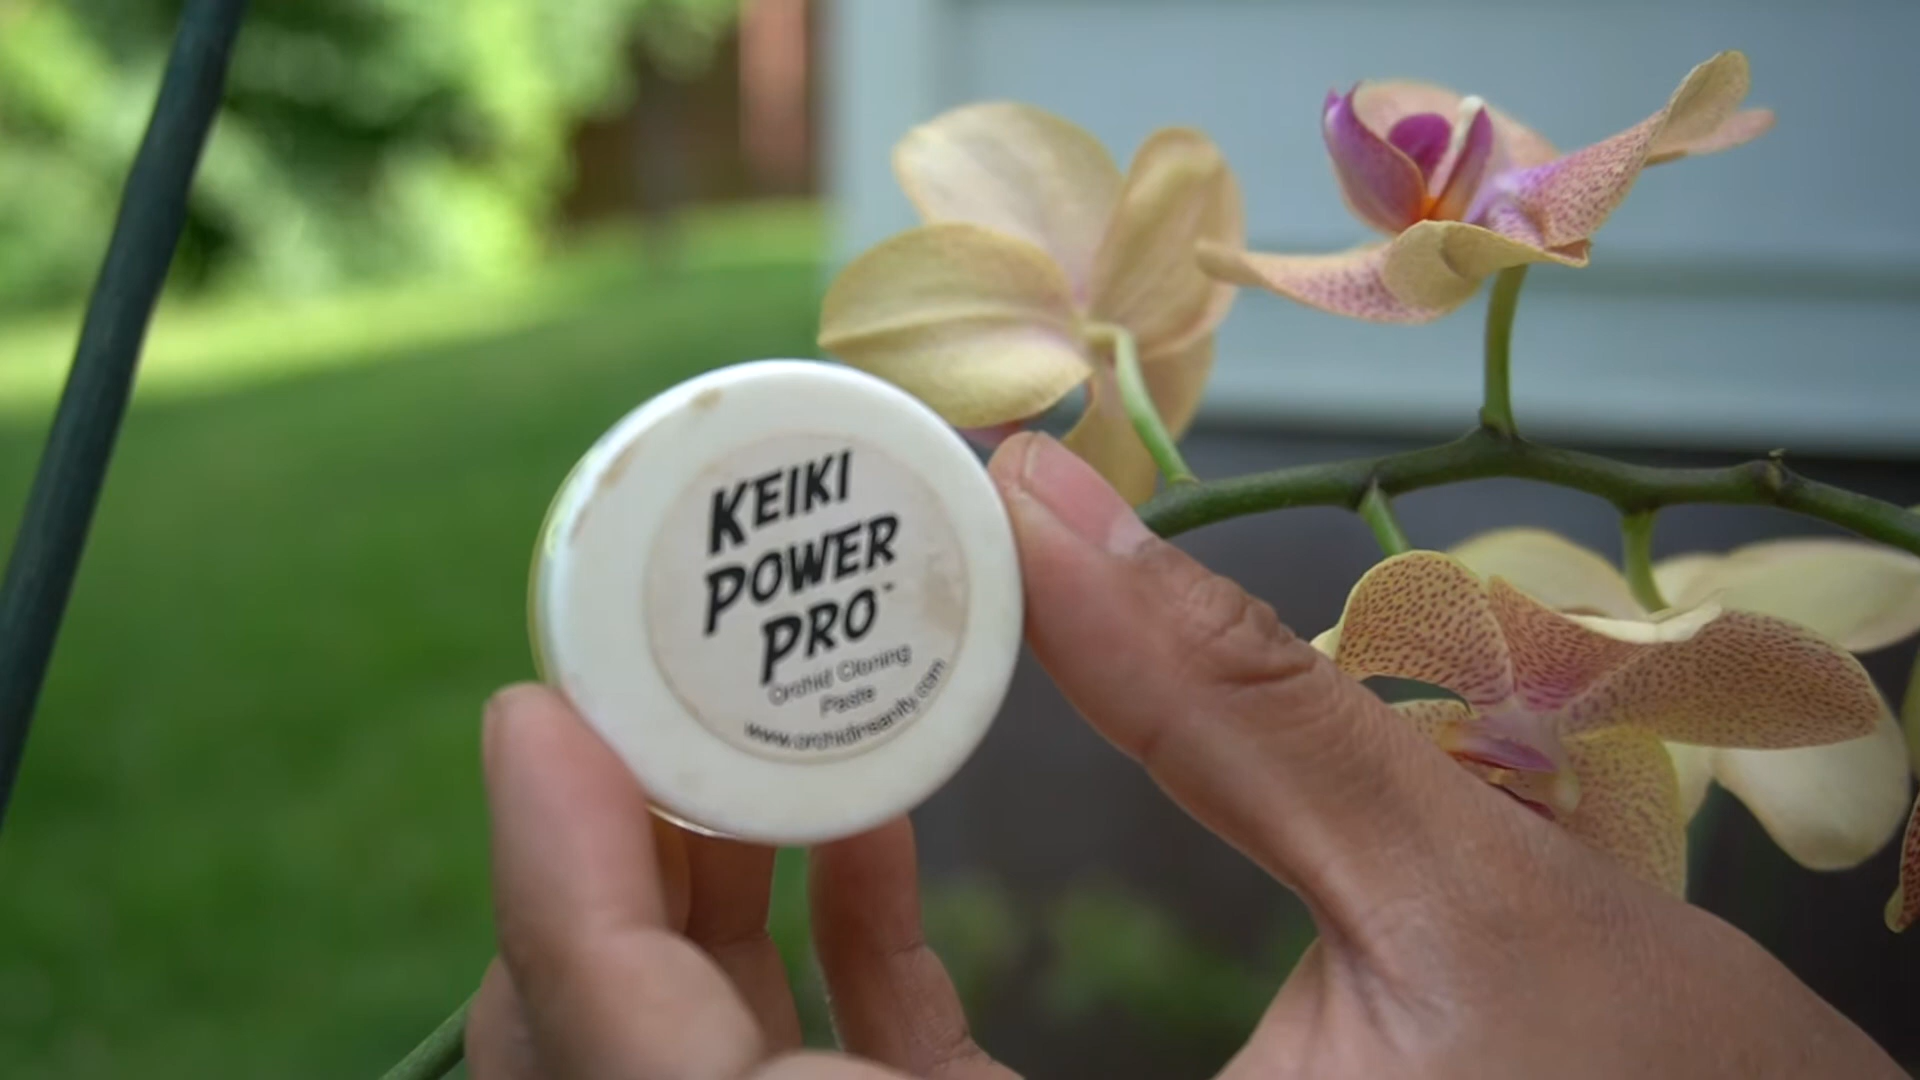 KEIKI
POWER
PRO™
Orchid Cloning
Paste
www.orchidinsanity.com